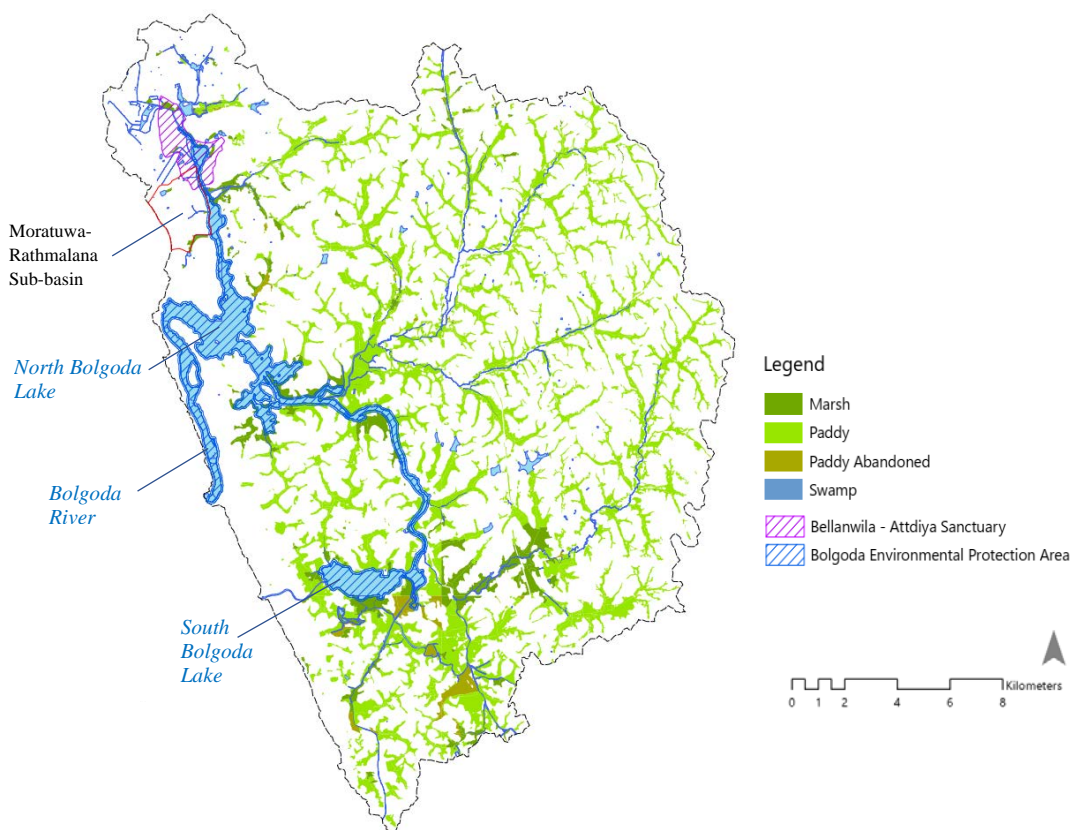 Moratuwa-
Rathmalana
Sub-basin
North Bolgoda
Lake
Bolgoda
River
South
Bolgoda
Lake
Legend
Marsh
Paddy
Paddy Abandoned
Swamp
Bellanwila - Attdiya Sanctuary
Bolgoda Environmental Protection Area
Kilometers
0 1 2 4 6 8